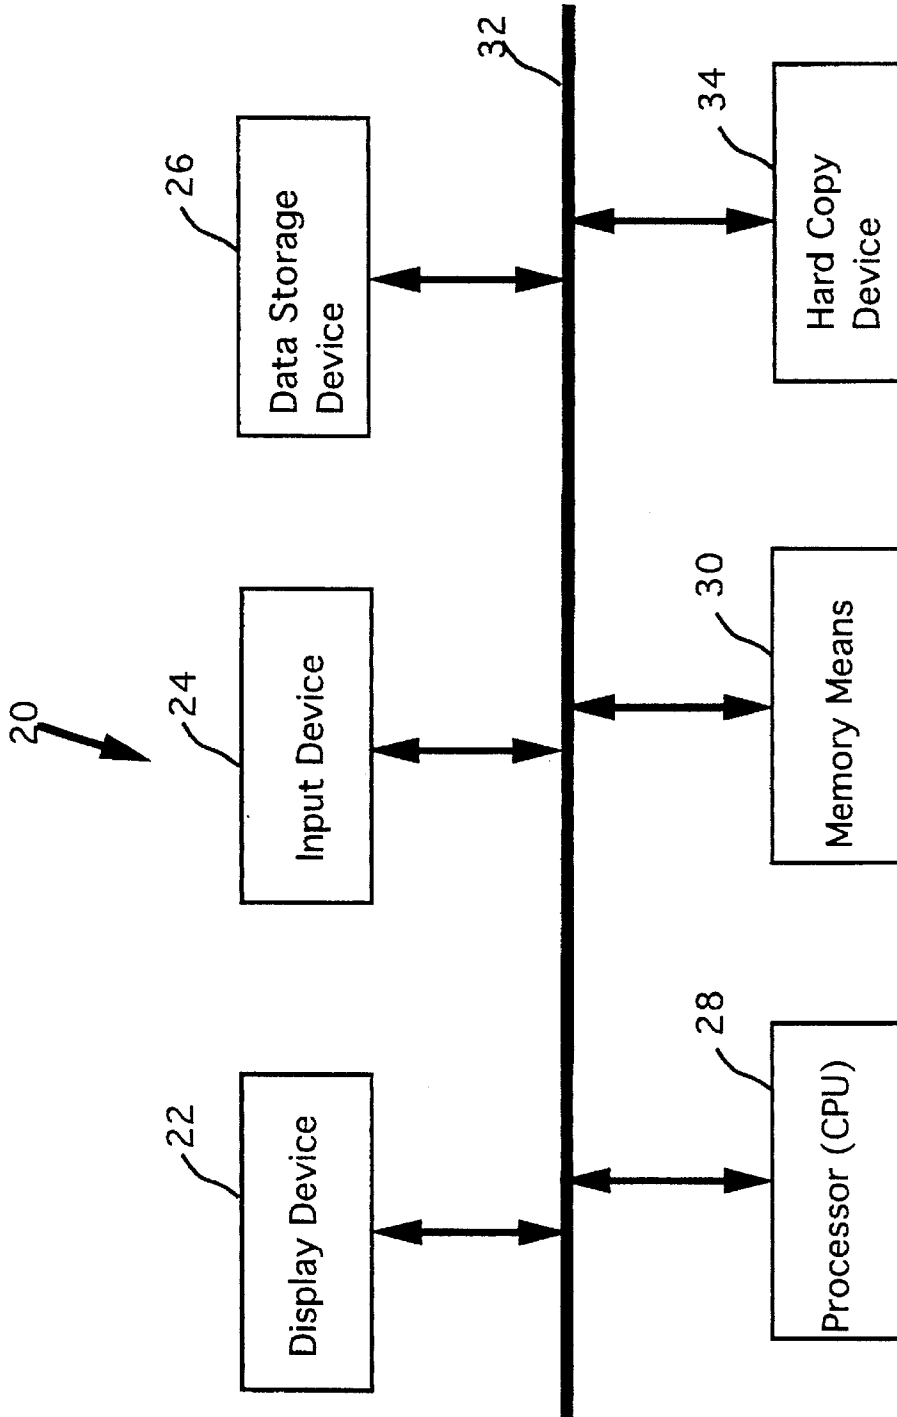 20
22
24
26
Display Device
Input Device
Data Storage
Device
32
28
30
34
Processor (CPU)
Memory Means
Hard Copy
Device